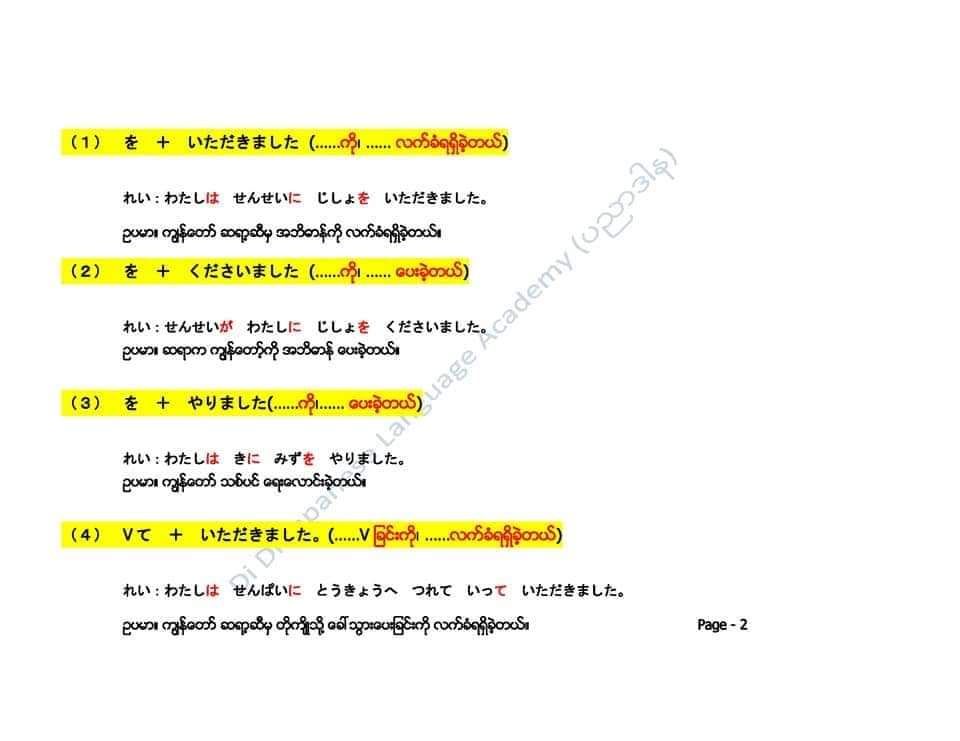 （1）　を　＋　いただきました (......ကို၊ ...... လက်ခံရရှိခဲ့တယ်)
れい : わたしは　せんせいに　じしょを　いただきました。
ဥပမာ။ ကျွန်တော် ဆရာ့ဆီမှ အဘိဓာန်ကို လက်ခံရရှိခဲ့တယ်။
（2）　を　＋　くださいました (......ကို၊ ...... ပေးခဲ့တယ်)
れい : せんせいが　わたしに　じしょを　くださいました。
ဥပမာ။ ဆရာက ကျွန်တော့်ကို အဘိဓာန် ပေးခဲ့တယ်။
（3）　を　＋　やりました(......ကို၊...... ပေးခဲ့တယ်)
れい : わたしは　きに　みずを　やりました。
ဥပမာ။ ကျွန်တော် သစ်ပင် ရေလောင်းခဲ့တယ်။
（4）　Vて　＋　いただきました。(......V ခြင်းကို၊ ......လက်ခံရရှိခဲ့တယ်)
れい : わたしは　せんぱいに　とうきょうへ　つれて　いって　いただきました。
ဥပမာ။ ကျွန်တော် ဆရာ့ဆီမှ တိုကျိုသို့ ခေါ်သွားပေးခြင်းကို လက်ခံရရှိခဲ့တယ်။
Page - 2
Japanese Language Academy (ပညာဒါန)